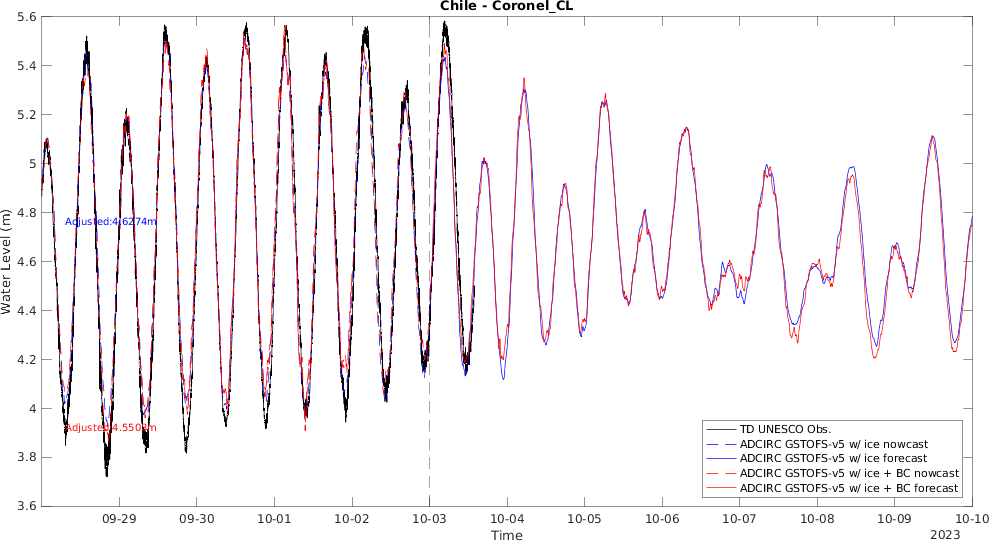 Chile - Coronel_CL
5.6
5.4
5.2
5
4.8
4.6
4.4
4.2
4
3.8
3.6
Water Level (m)
Adjusted:4.6274m
Adjusted:4.5503m
TD UNESCO Obs.
ADCIRC GSTOFS-v5 w/ ice nowcast
ADCIRC GSTOFS-v5 w/ ice forecast
ADCIRC GSTOFS-v5 w/ ice + BC nowcast
ADCIRC GSTOFS-v5 w/ ice + BC forecast
09-29 09-30 10-01 10-02 10-03 10-04 10-05 10-06 10-07 10-08 10-09 10-10
Time
2023